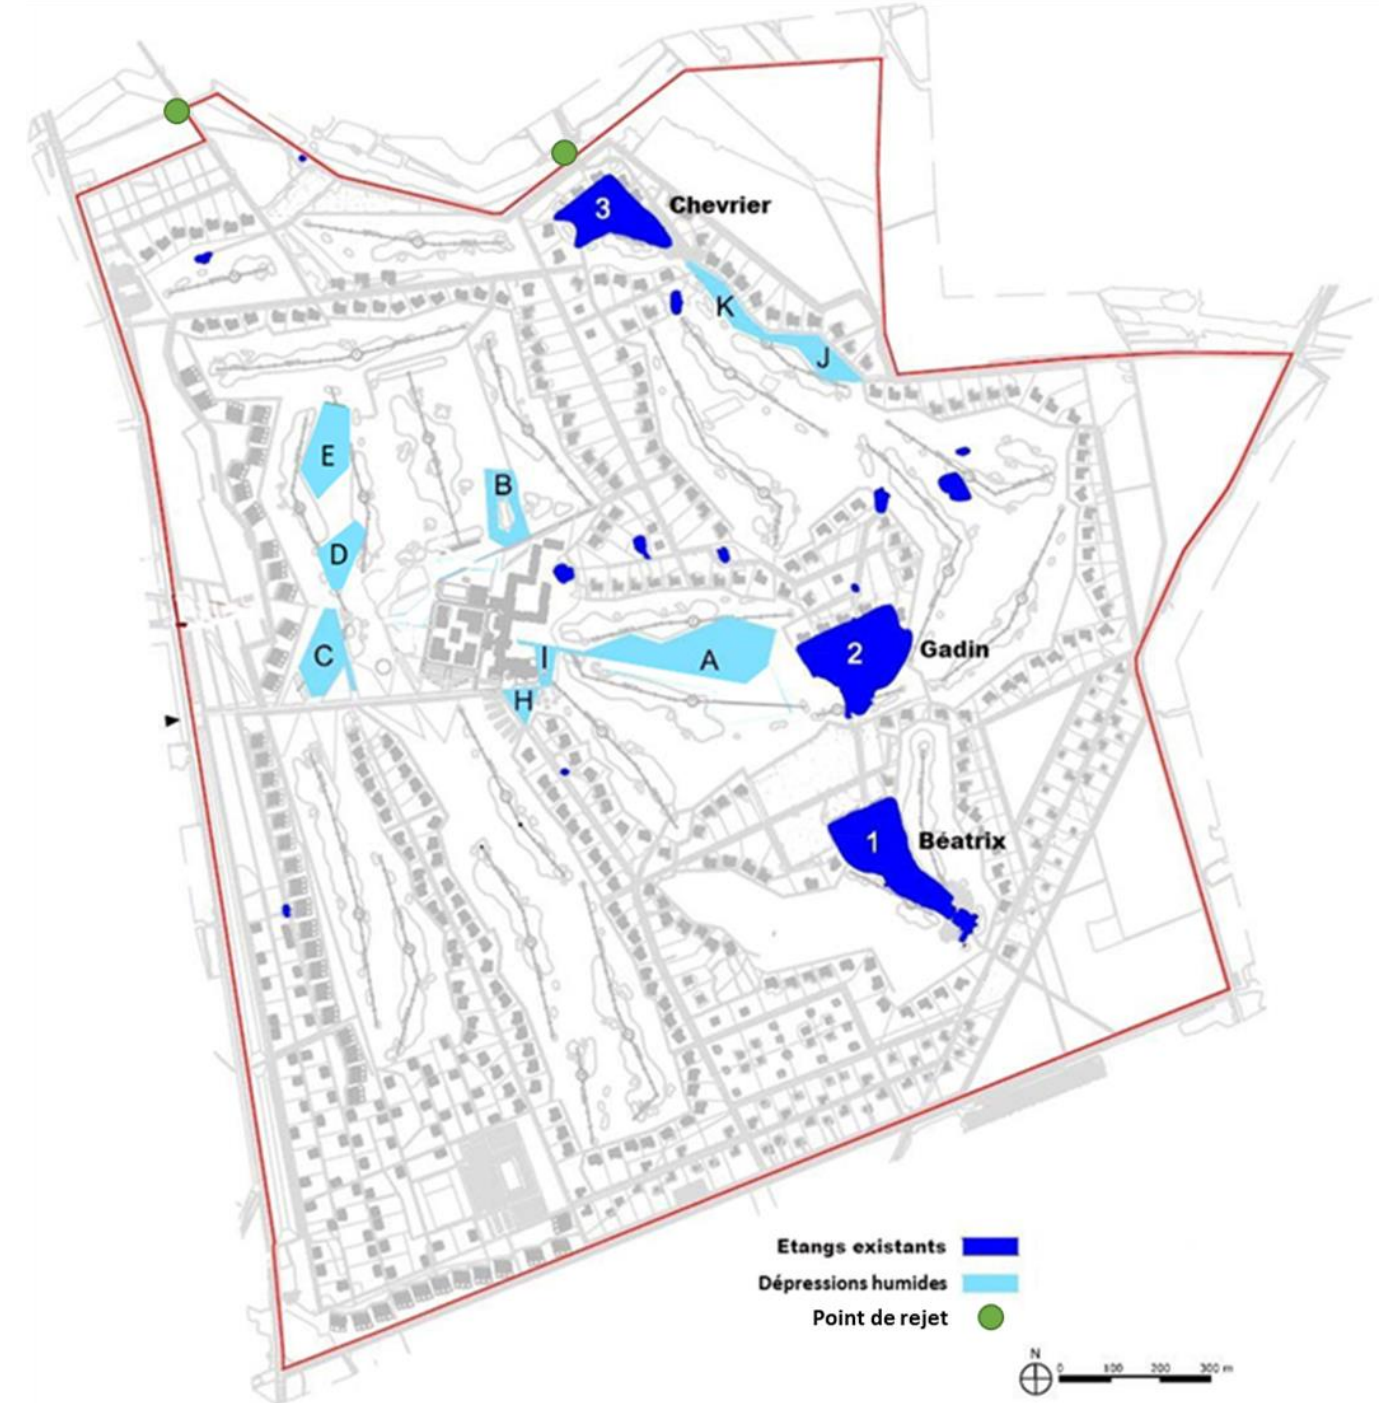 3
Chevrier
K
J
E
B
D
C
I
A
2
Gadin
H
1
Béatrix
Etangs existants
Dépressions humides
Point de rejet
N
0 100 200 300 m